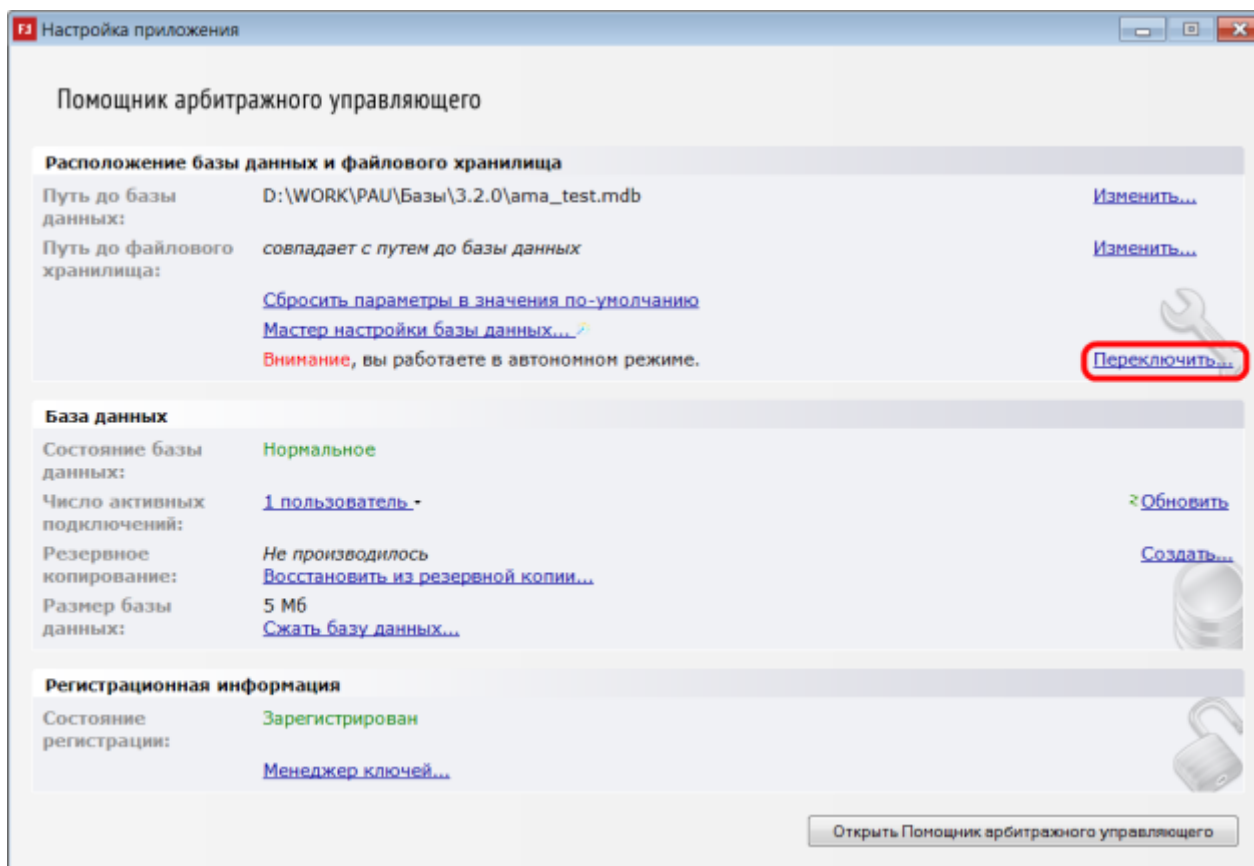 Настройка приложения
Помощник арбитражного управляющего
Расположение базы данных и файлового хранилища
Путь до базы данных:
D:\WORK\PAU\Базы\3.2.0\ama_test.mdb
Изменить...
Путь до файлового хранилища:
совпадает с путем до базы данных
Изменить...
Сбросить параметры в значения по-умолчанию
Мастер настройки базы данных...
Внимание, вы работаете в автономном режиме.
Переключить...
База данных
Состояние базы данных:
Нормальное
Число активных подключений:
1 пользователь
Обновить
Резервное копирование:
Не производилось
Создать...
Восстановить из резервной копии...
Размер базы данных:
5 Мб
Сжать базу данных...
Регистрационная информация
Состояние регистрации:
Зарегистрирован
Менеджер ключей...
Открыть Помощник арбитражного управляющего